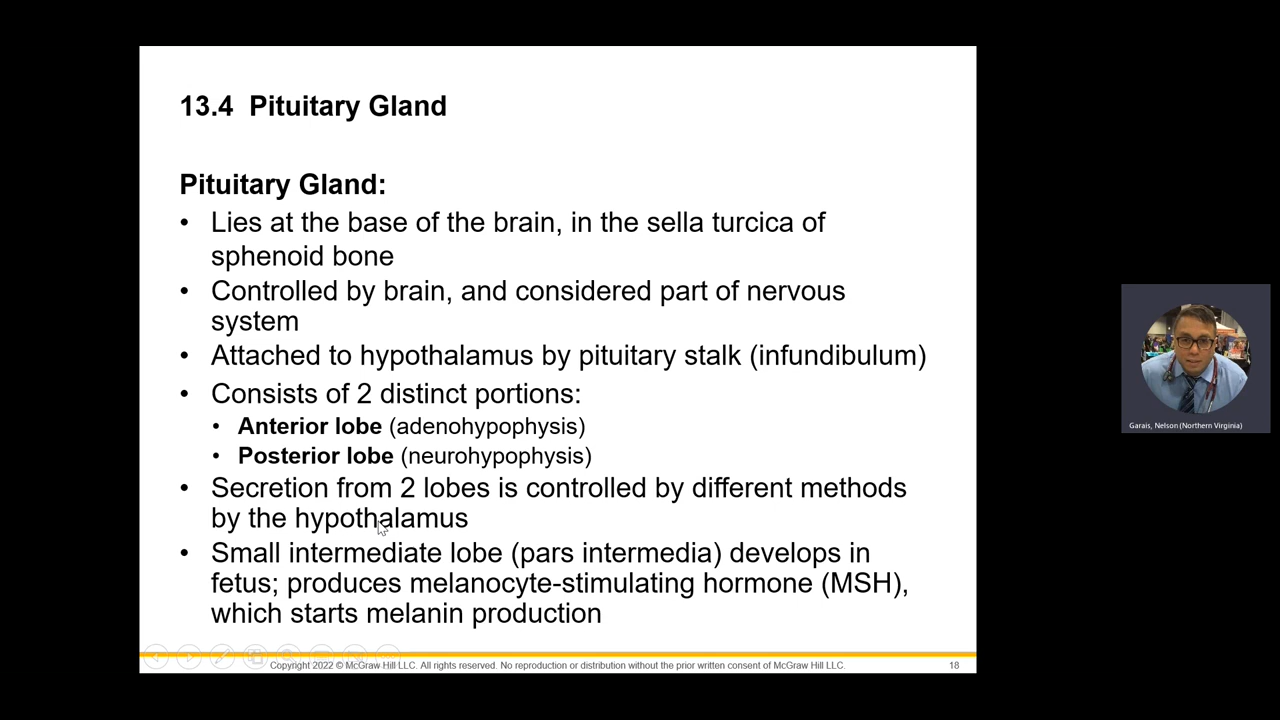 13.4 Pituitary Gland
Pituitary Gland:
• Lies at the base of the brain, in the sella turcica of
sphenoid bone
• Controlled by brain, and considered part of nervous
system
• Attached to hypothalamus by pituitary stalk (infundibulum)
• Consists of 2 distinct portions:
• Anterior lobe (adenohypophysis)
• Posterior lobe (neurohypophysis)
• Secretion from 2 lobes is controlled by different methods
by the hypothalamus
• Small intermediate lobe (pars intermedia) develops in
fetus; produces melanocyte-stimulating hormone (MSH),
which starts melanin production
Copyright 2022 © McGraw Hill LLC. All rights reserved. No reproduction or distribution without the prior written consent of McGraw Hill LLC.
18
Garais, Nelson (Northern Virginia)